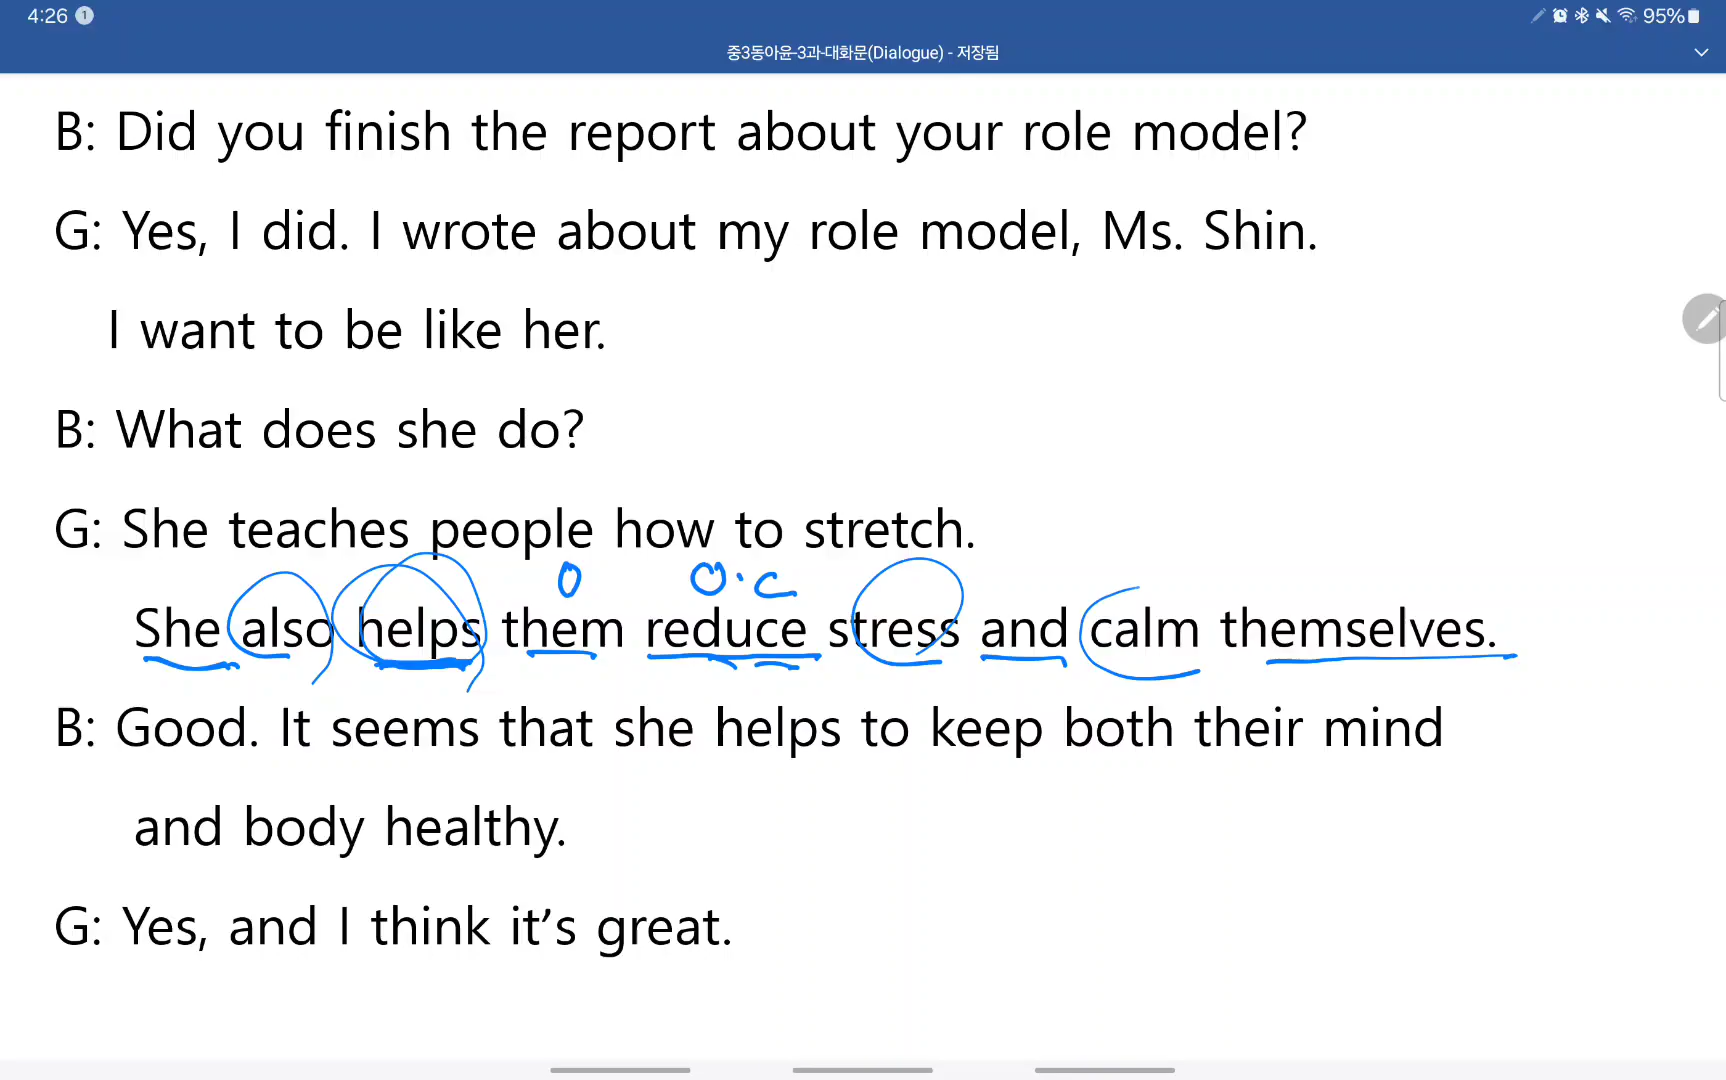 4:26 1 95%
중3동아윤-3과-대화문(Dialogue) - 저장됨
B: Did you finish the report about your role model?
G: Yes, I did. I wrote about my role model, Ms. Shin.
I want to be like her.
B: What does she do?
G: She teaches people how to stretch.
O O·C
She also helps them reduce stress and calm themselves.
B: Good. It seems that she helps to keep both their mind
and body healthy.
G: Yes, and I think it’s great.